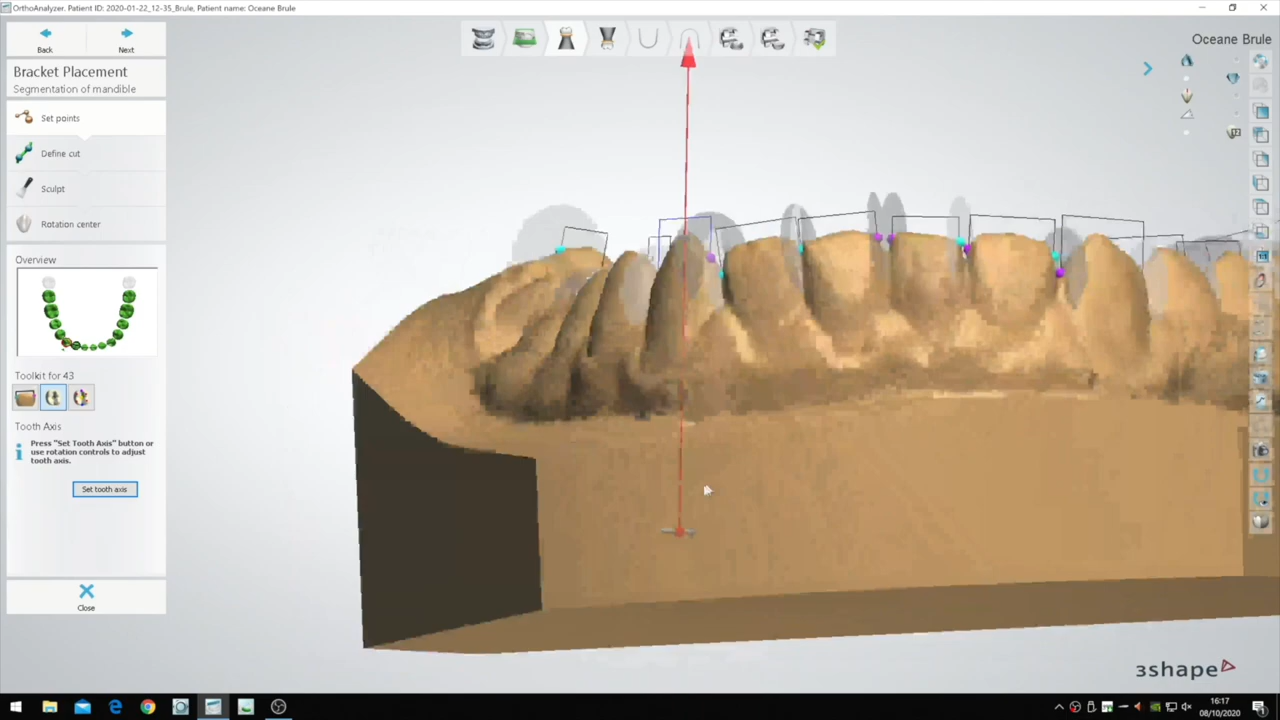 OrthoAnalyzer. Patient ID: 2020-01-22_12-35_Brule, Patient name: Oceane Brule
Back
Next
Bracket Placement
Segmentation of mandible
Set points
Define cut
Sculpt
Rotation center
Overview
Toolkit for 43
Tooth Axis
Press "Set Tooth Axis" button or
use rotation controls to adjust
tooth axis.
Set tooth axis
Close
Oceane Brule
3shape
16:17
08/10/2020